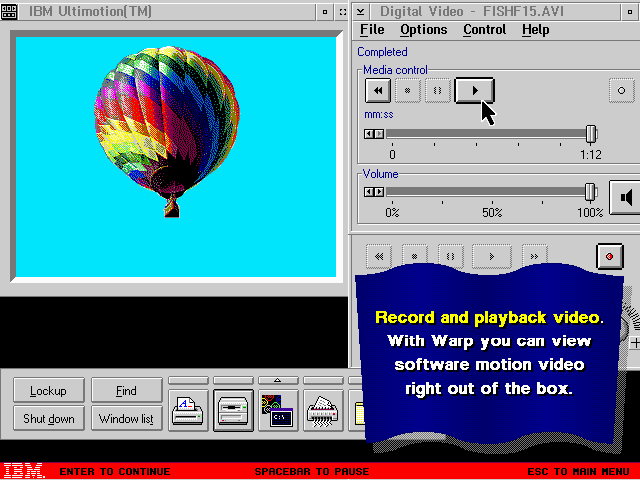 IBM Ultimotion(TM)
Digital Video - FISHF15.AVI
File Options Control Help
Completed
Media control
mm:ss
0 1:12
Volume
0% 50% 100%
Record and playback video.
With Warp you can view
software motion video
right out of the box.
Lockup Find
Shut down Window list
C:\
IBM. ENTER TO CONTINUE SPACEBAR TO PAUSE ESC TO MAIN MENU